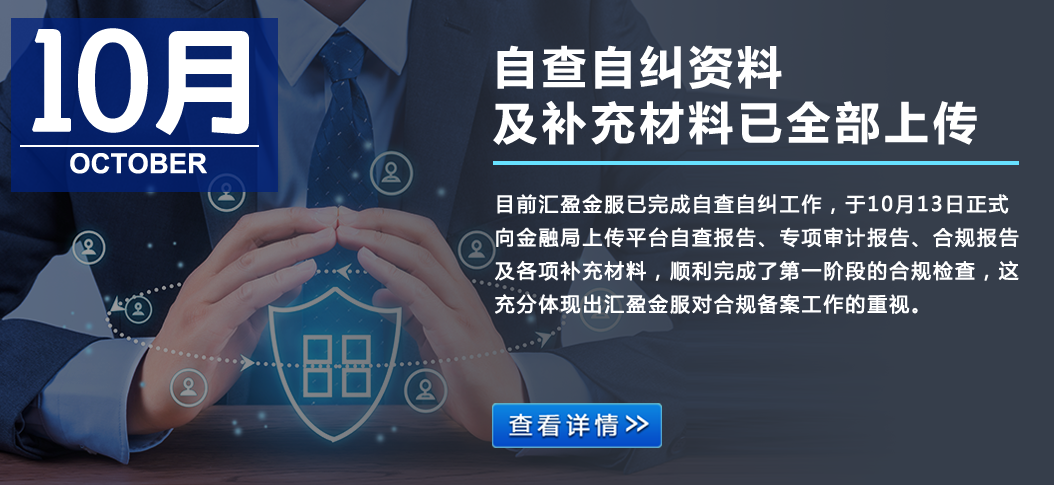 10月
OCTOBER
自查自纠资料
及补充材料已全部上传
目前汇盈金服已完成自查自纠工作，于10月13日正式
向金融局上传平台自查报告、专项审计报告、合规报告
及各项补充材料，顺利完成了第一阶段的合规检查，这
充分体现出汇盈金服对合规备案工作的重视。
查看详情>>